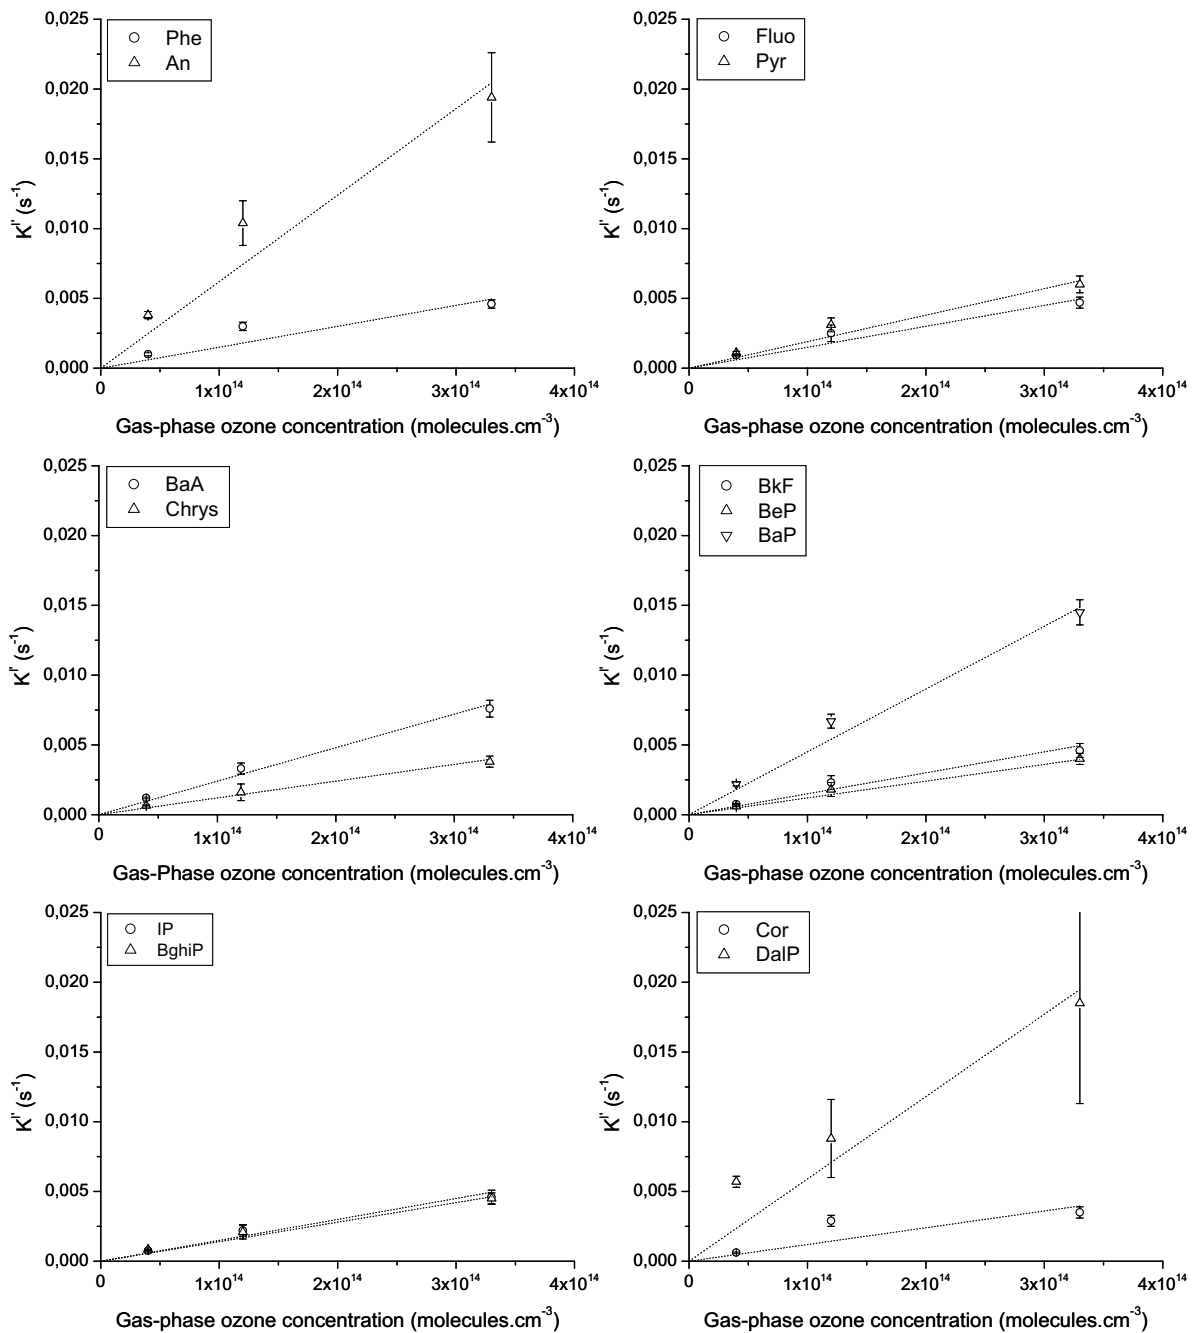 Phe
An
0,025
0,020
0,015
0,010
0,005
0,000
K^I' (s^-1)
0 1x10^14 2x10^14 3x10^14 4x10^14
Gas-phase ozone concentration (molecules.cm^-3)
Fluo
Pyr
0,025
0,020
0,015
0,010
0,005
0,000
K^I' (s^-1)
0 1x10^14 2x10^14 3x10^14 4x10^14
Gas-phase ozone concentration (molecules.cm^-3)
BaA
Chrys
0,025
0,020
0,015
0,010
0,005
0,000
K^I' (s^-1)
0 1x10^14 2x10^14 3x10^14 4x10^14
Gas-Phase ozone concentration (molecules.cm^-3)
BkF
BeP
BaP
0,025
0,020
0,015
0,010
0,005
0,000
K^I' (s^-1)
0 1x10^14 2x10^14 3x10^14 4x10^14
Gas-phase ozone concentration (molecules.cm^-3)
IP
BghiP
0,025
0,020
0,015
0,010
0,005
0,000
K^I' (s^-1)
0 1x10^14 2x10^14 3x10^14 4x10^14
Gas-phase ozone concentration (molecules.cm^-3)
Cor
DalP
0,025
0,020
0,015
0,010
0,005
0,000
K^I' (s^-1)
0 1x10^14 2x10^14 3x10^14 4x10^14
Gas-phase ozone concentration (molecules.cm^-3)